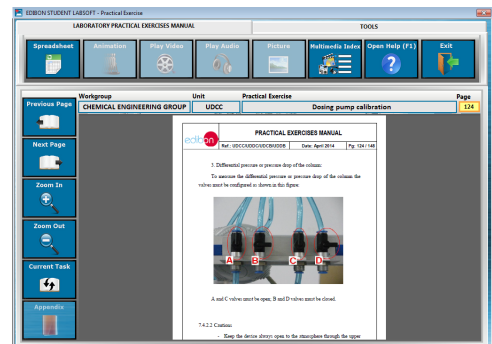 EDIBON STUDENT LABSOFT - Practical Exercise
LABORATORY PRACTICAL EXERCISES MANUAL
TOOLS
Spreadsheet
Animation
Play Video
Play Audio
Picture
Multimedia Index
Open Help (F1)
Exit
Workgroup
Unit
Practical Exercise
Page
CHEMICAL ENGINEERING GROUP
UDCC
Dosing pump calibration
124
Previous Page
Next Page
Zoom In
Zoom Out
Current Task
Appendix
edibon
PRACTICAL EXERCISES MANUAL
Ref.: UDCC/UDDC/UDCB/UDDB
Date: April 2014
Pg: 124 / 148
5. Differential pressure or pressure drop of the column:
To measure the differential pressure or pressure drop of the column the
valves must be configured as shown in this figure.
A
B
C
D
A and C valves must be open; B and D valves must be closed.
7.4.2.2 Cautions
- Keep the device always open to the atmosphere through the upper